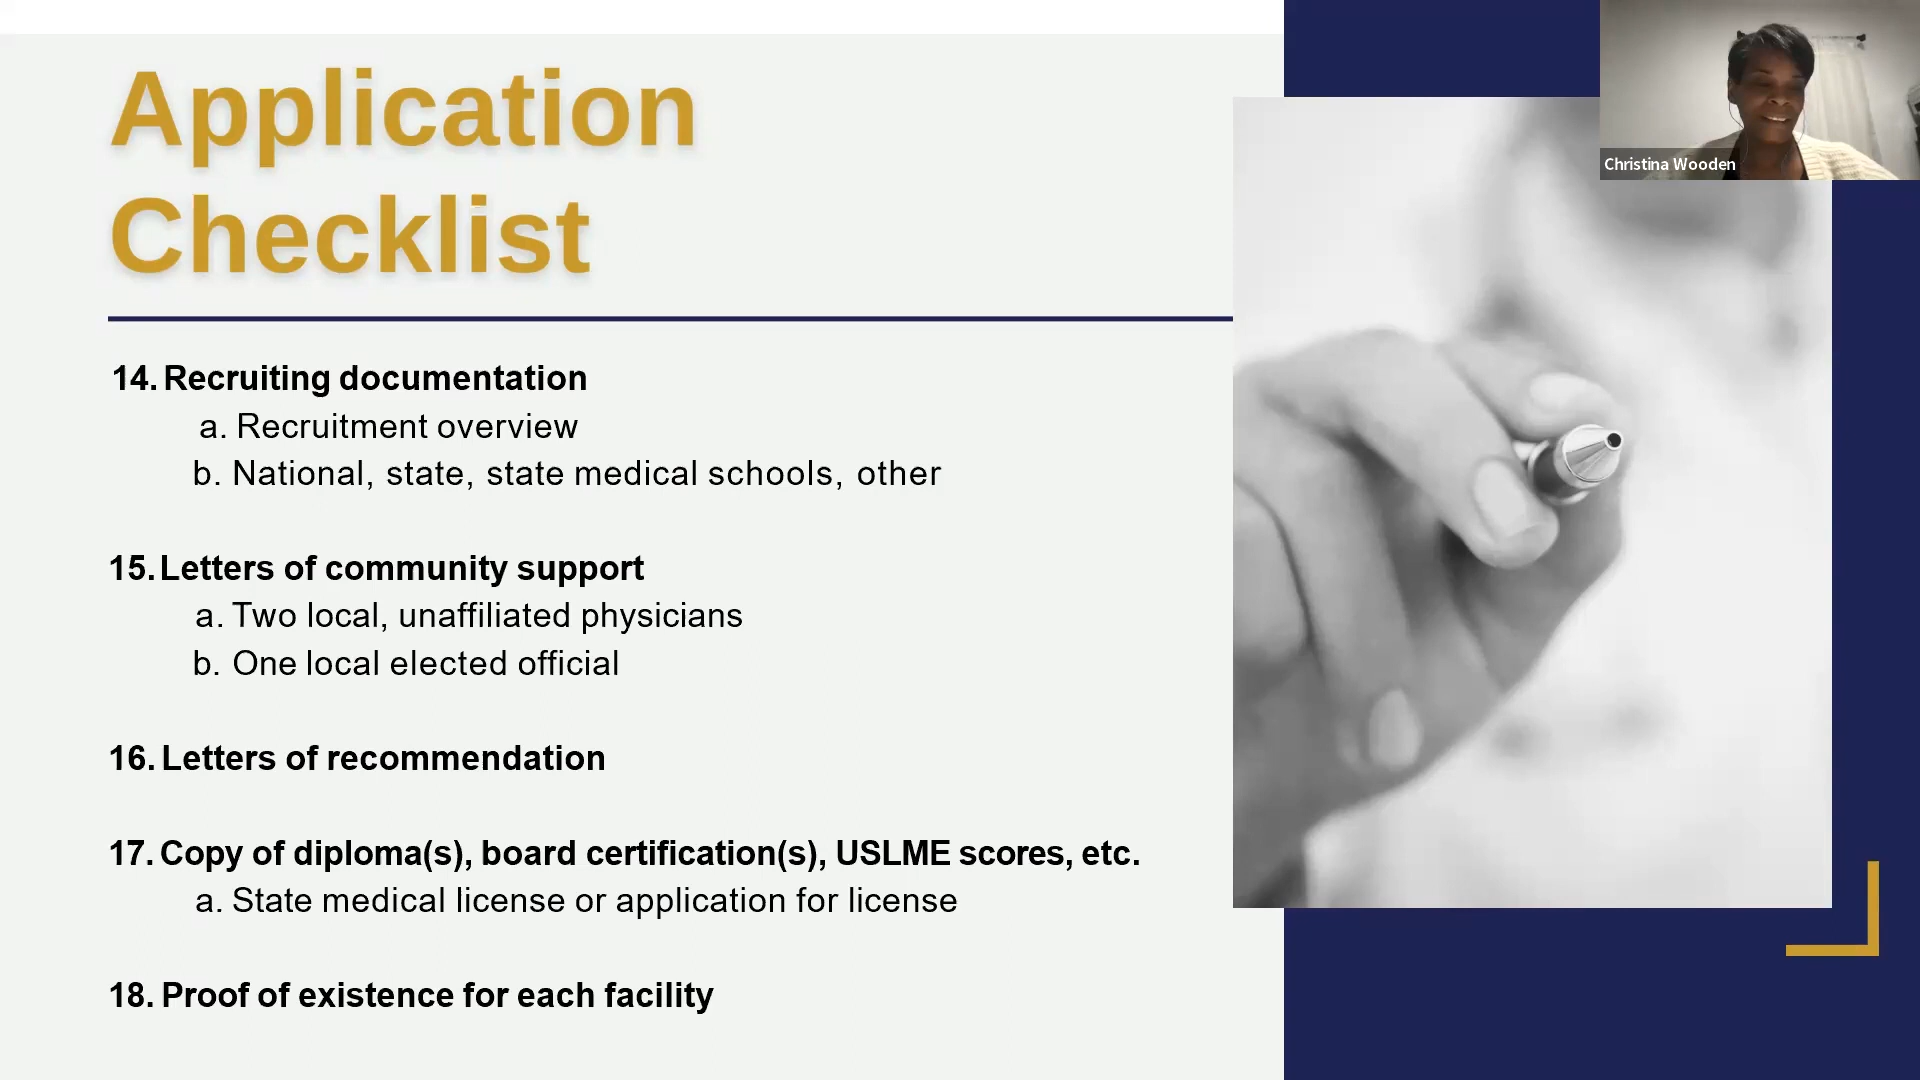 Application
Checklist
Christina Wooden
14. Recruiting documentation
a. Recruitment overview
b. National, state, state medical schools, other
15. Letters of community support
a. Two local, unaffiliated physicians
b. One local elected official
16. Letters of recommendation
17. Copy of diploma(s), board certification(s), USLME scores, etc.
a. State medical license or application for license
18. Proof of existence for each facility